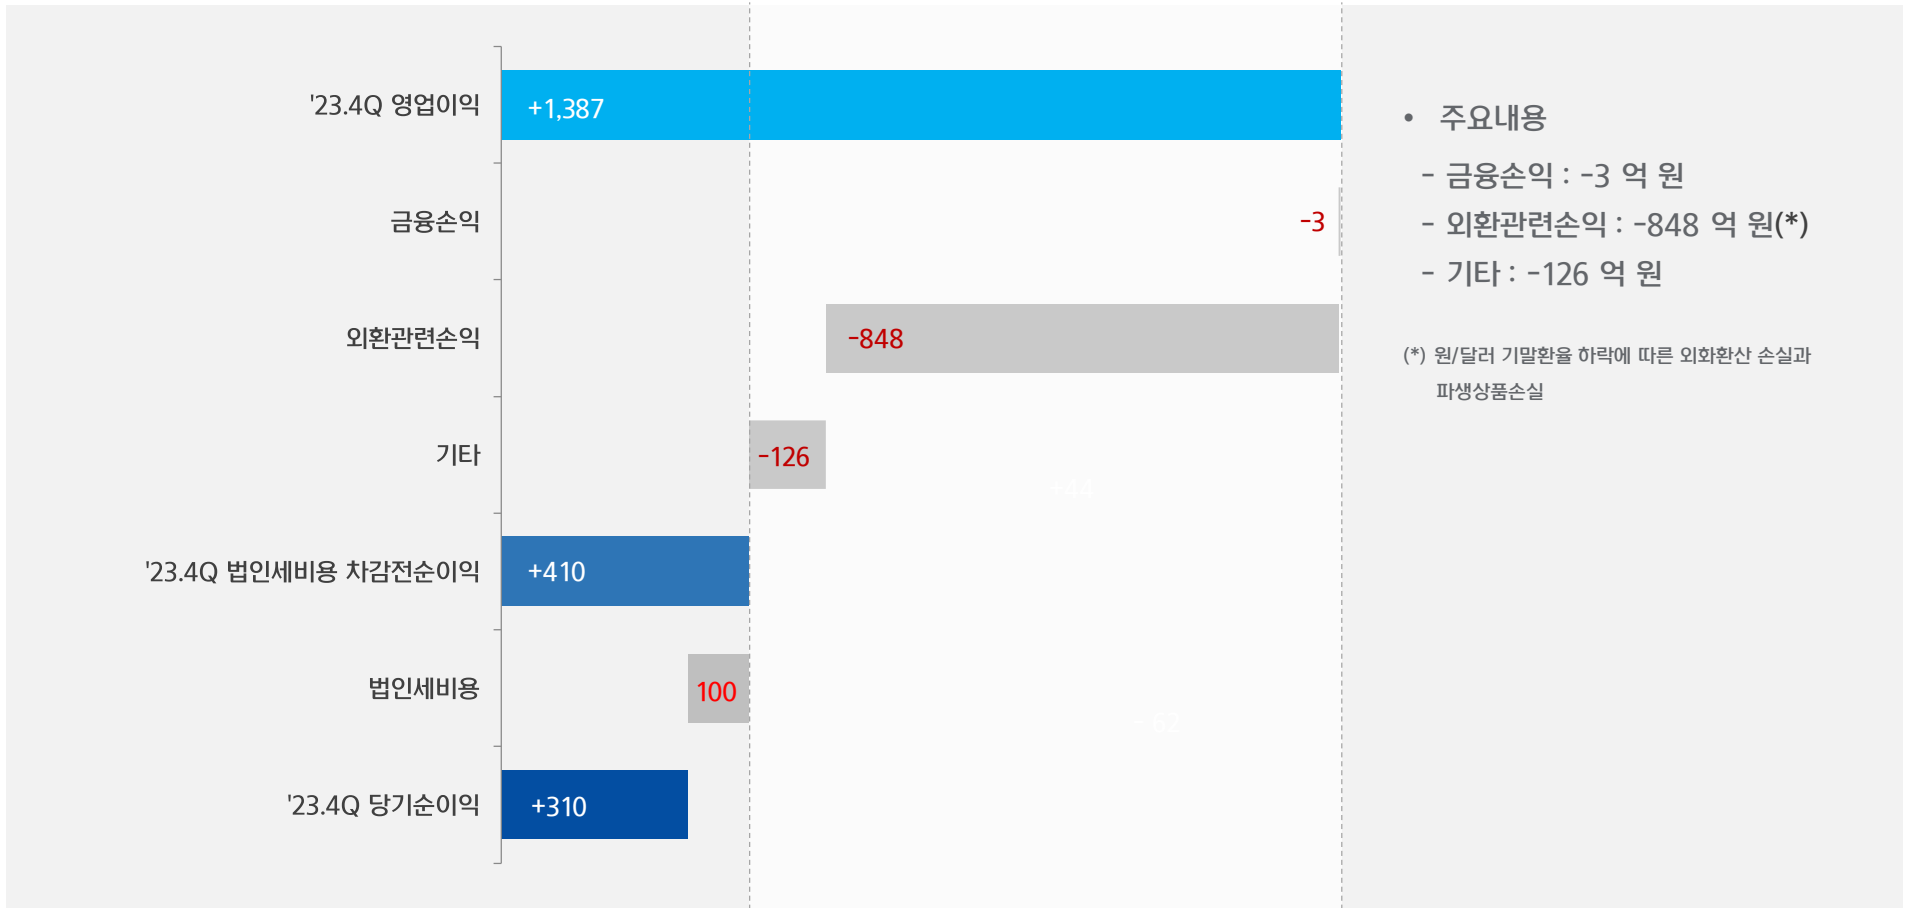 '23.4Q 영업이익
+1,387
금융손익
-3
외환관련손익
-848
기타
-126
+44
'23.4Q 법인세비용 차감전순이익
+410
법인세비용
100
- 62
'23.4Q 당기순이익
+310
• 주요내용
- 금융손익 : -3 억 원
- 외환관련손익 : -848 억 원(*)
- 기타 : -126 억 원
(*) 원/달러 기말환율 하락에 따른 외화환산 손실과
파생상품손실